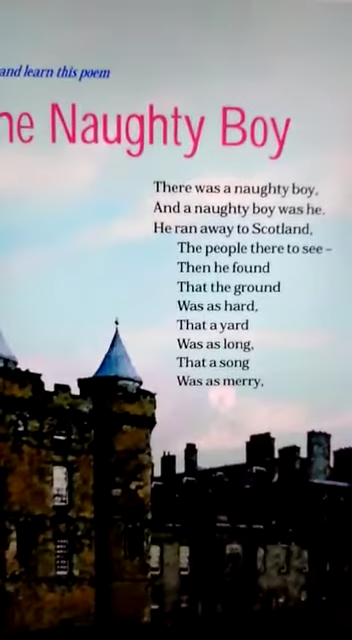 and learn this poem
he Naughty Boy
There was a naughty boy,
And a naughty boy was he.
He ran away to Scotland,
The people there to see –
Then he found
That the ground
Was as hard,
That a yard
Was as long,
That a song
Was as merry,